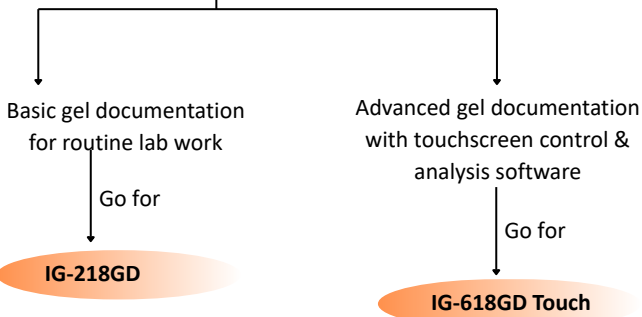 Basic gel documentation
for routine lab work
Go for
IG-218GD
Advanced gel documentation
with touchscreen control &
analysis software
Go for
IG-618GD Touch